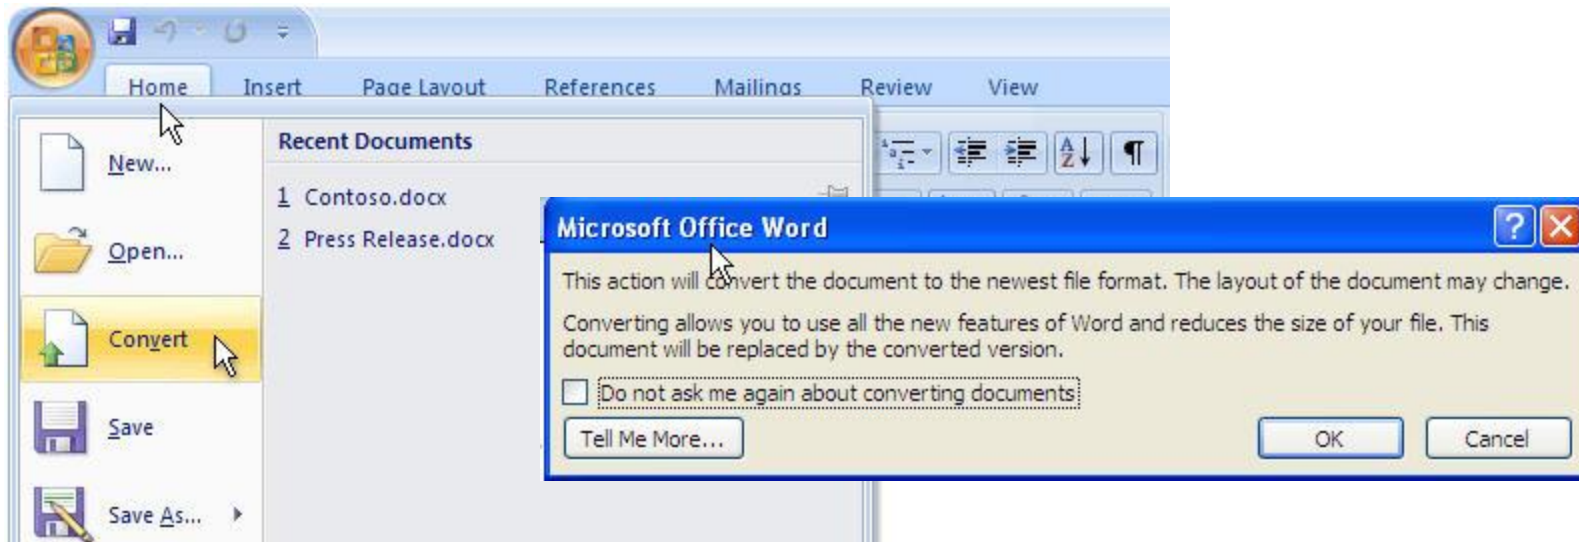 Home Insert Page Layout References Mailings Review View
New...
Open...
Convert
Save
Save As...
Recent Documents
1 Contoso.docx
2 Press Release.docx
Microsoft Office Word
This action will convert the document to the newest file format. The layout of the document may change.
Converting allows you to use all the new features of Word and reduces the size of your file. This
document will be replaced by the converted version.
Do not ask me again about converting documents
Tell Me More... OK Cancel